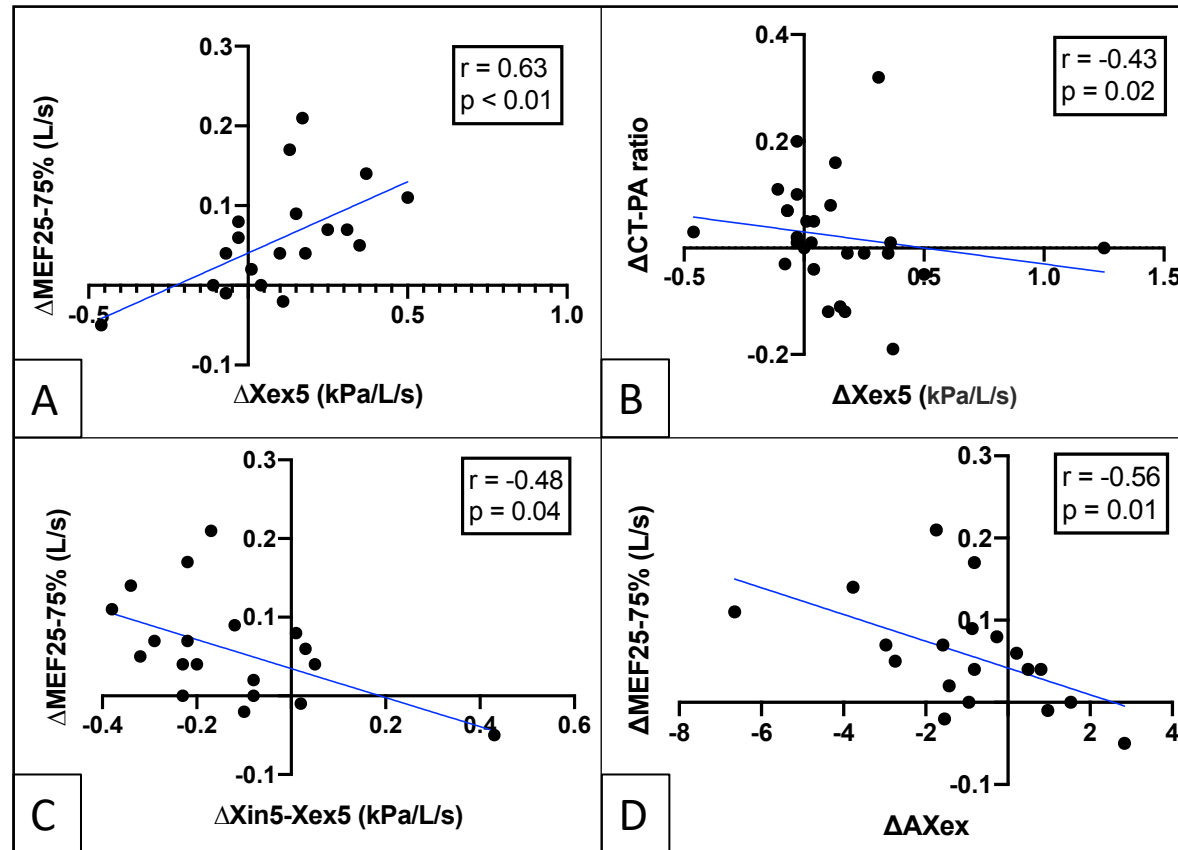 0.3
r = 0.63
p < 0.01
0.2
0.1
ΔMEF25-75% (L/s)
-0.5
0.5
1.0
-0.1
A
ΔXex5 (kPa/L/s)
0.4
r = -0.43
p = 0.02
0.2
ΔCT-PA ratio
-0.5
0.5
1.0
1.5
-0.2
B
ΔXex5 (kPa/L/s)
0.3
r = -0.48
p = 0.04
0.2
0.1
ΔMEF25-75% (L/s)
-0.4
-0.2
0.2
0.4
0.6
-0.1
C
ΔXin5-Xex5 (kPa/L/s)
0.3
r = -0.56
p = 0.01
0.2
0.1
ΔMEF25-75% (L/s)
-8
-6
-4
-2
2
4
-0.1
D
ΔAXex